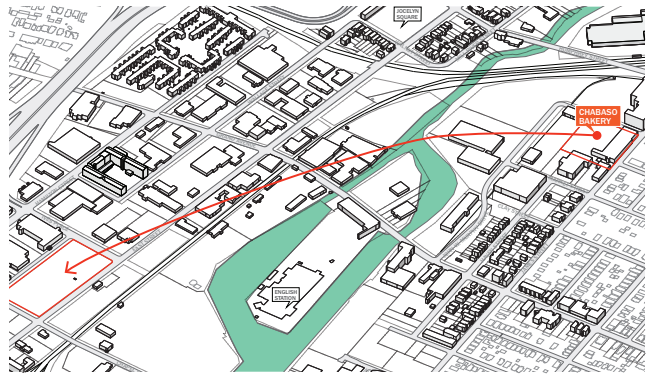 JOCELYN
SQUARE
CHABASO
BAKERY
ENGLISH
STATION